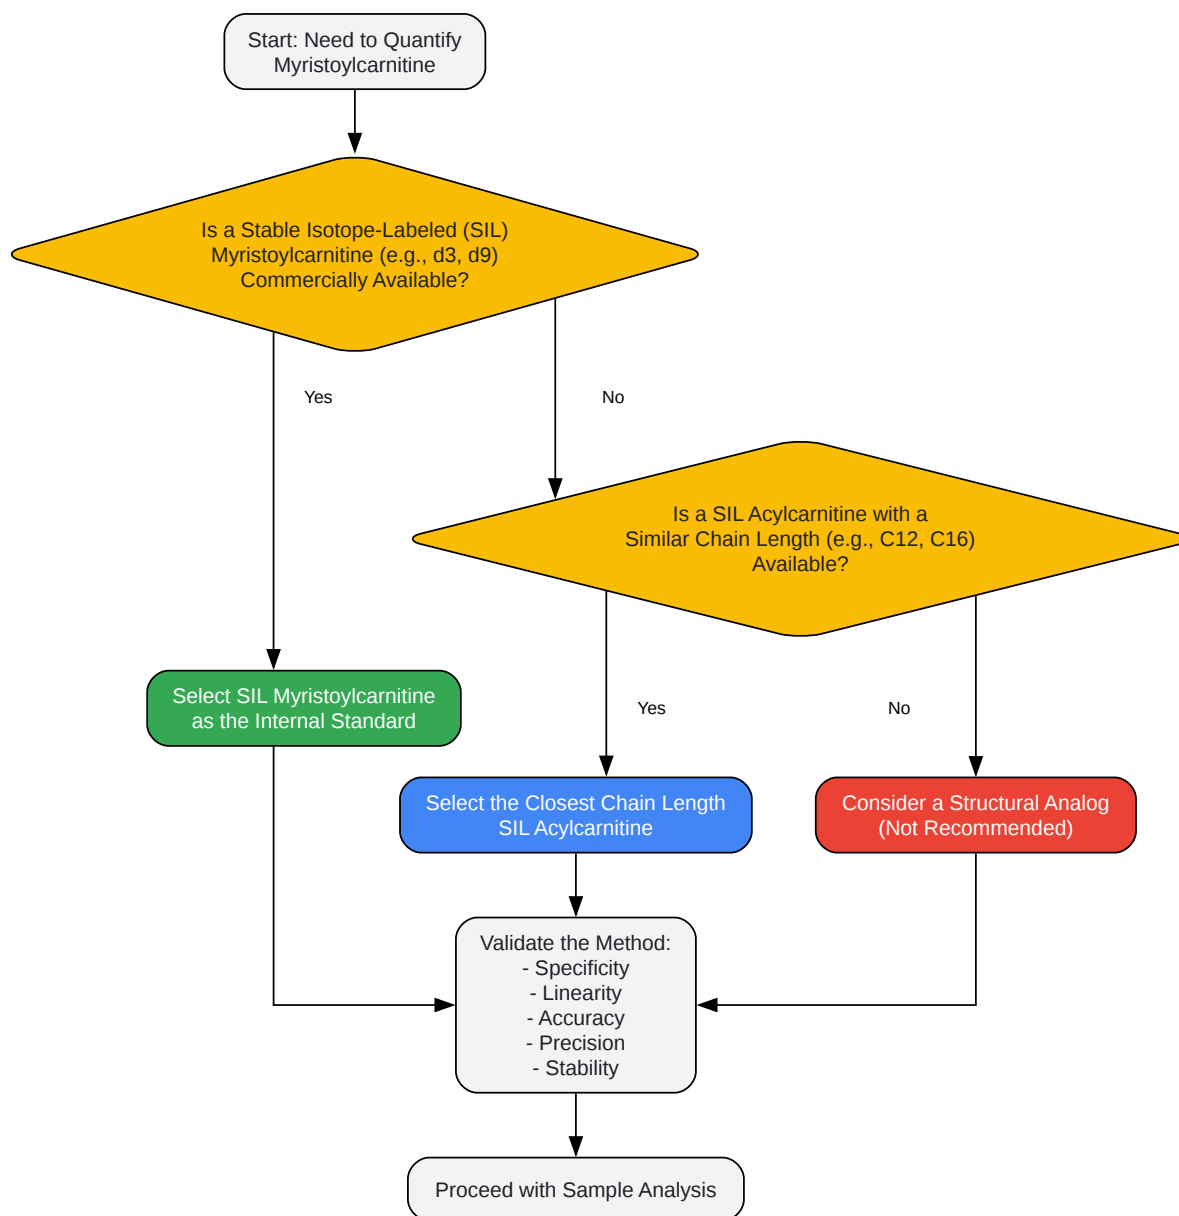 Start: Need to Quantify
Myristoylcarnitine
Is a Stable Isotope-Labeled (SIL)
Myristoylcarnitine (e.g., d3, d9)
Commercially Available?
Yes
No
Is a SIL Acylcarnitine with a
Similar Chain Length (e.g., C12, C16)
Available?
Select SIL Myristoylcarnitine
as the Internal Standard
Yes
No
Select the Closest Chain Length
SIL Acylcarnitine
Consider a Structural Analog
(Not Recommended)
Validate the Method:
- Specificity
- Linearity
- Accuracy
- Precision
- Stability
Proceed with Sample Analysis